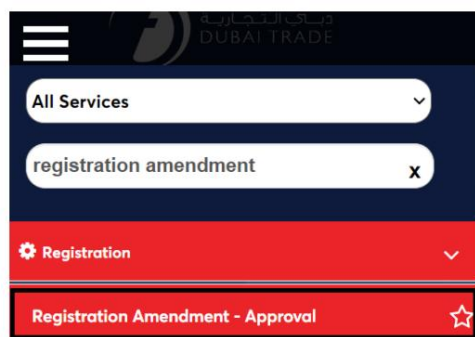 دبي التجارية
DUBAI TRADE
All Services
registration amendment
x
Registration
Registration Amendment - Approval